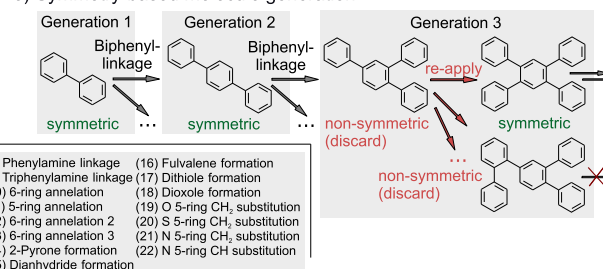 Generation 1
Generation 2
Generation 3
Biphenyl-
linkage
Biphenyl-
linkage
re-apply
symmetric
...
symmetric
...
non-symmetric
(discard)
symmetric
...
non-symmetric
(discard)
Phenylamine linkage
Triphenylamine linkage
) 6-ring annelation
) 5-ring annelation
) 6-ring generation 2
) 6-ring annelation 3
) 2-Pyrone formation
) Dianhydride formation
(16) Fulvalene formation
(17) Dithiole formation
(18) Dioxole formation
(19) O 5-ring CH₂ substitution
(20) S 5-ring CH₂ substitution
(21) N 5-ring CH₂ substitution
(22) N 5-ring CH substitution